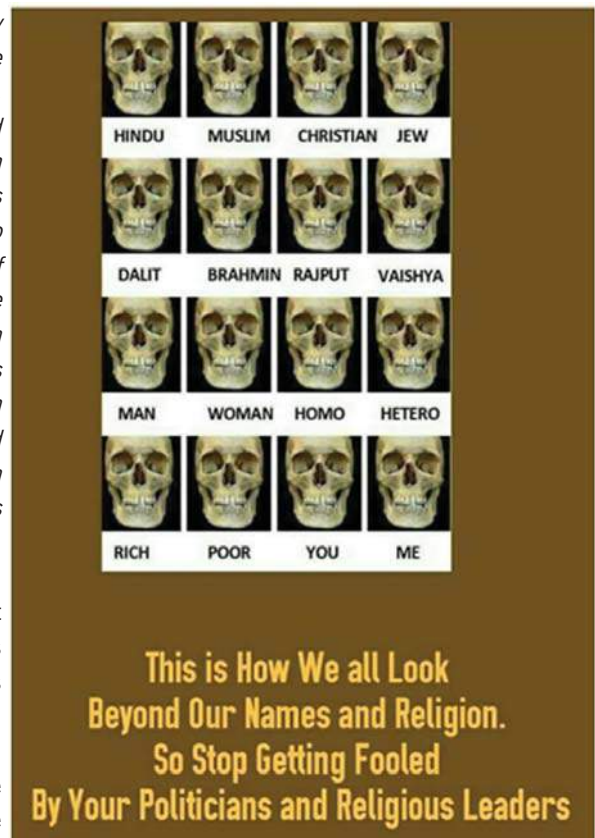 HINDU MUSLIM CHRISTIAN JEW
DALIT BRAHMIN RAJPUT VAISHYA
MAN WOMAN HOMO HETERO
RICH POOR YOU ME
This is How We all Look
Beyond Our Names and Religion.
So Stop Getting Fooled
By Your Politicians and Religious Leaders